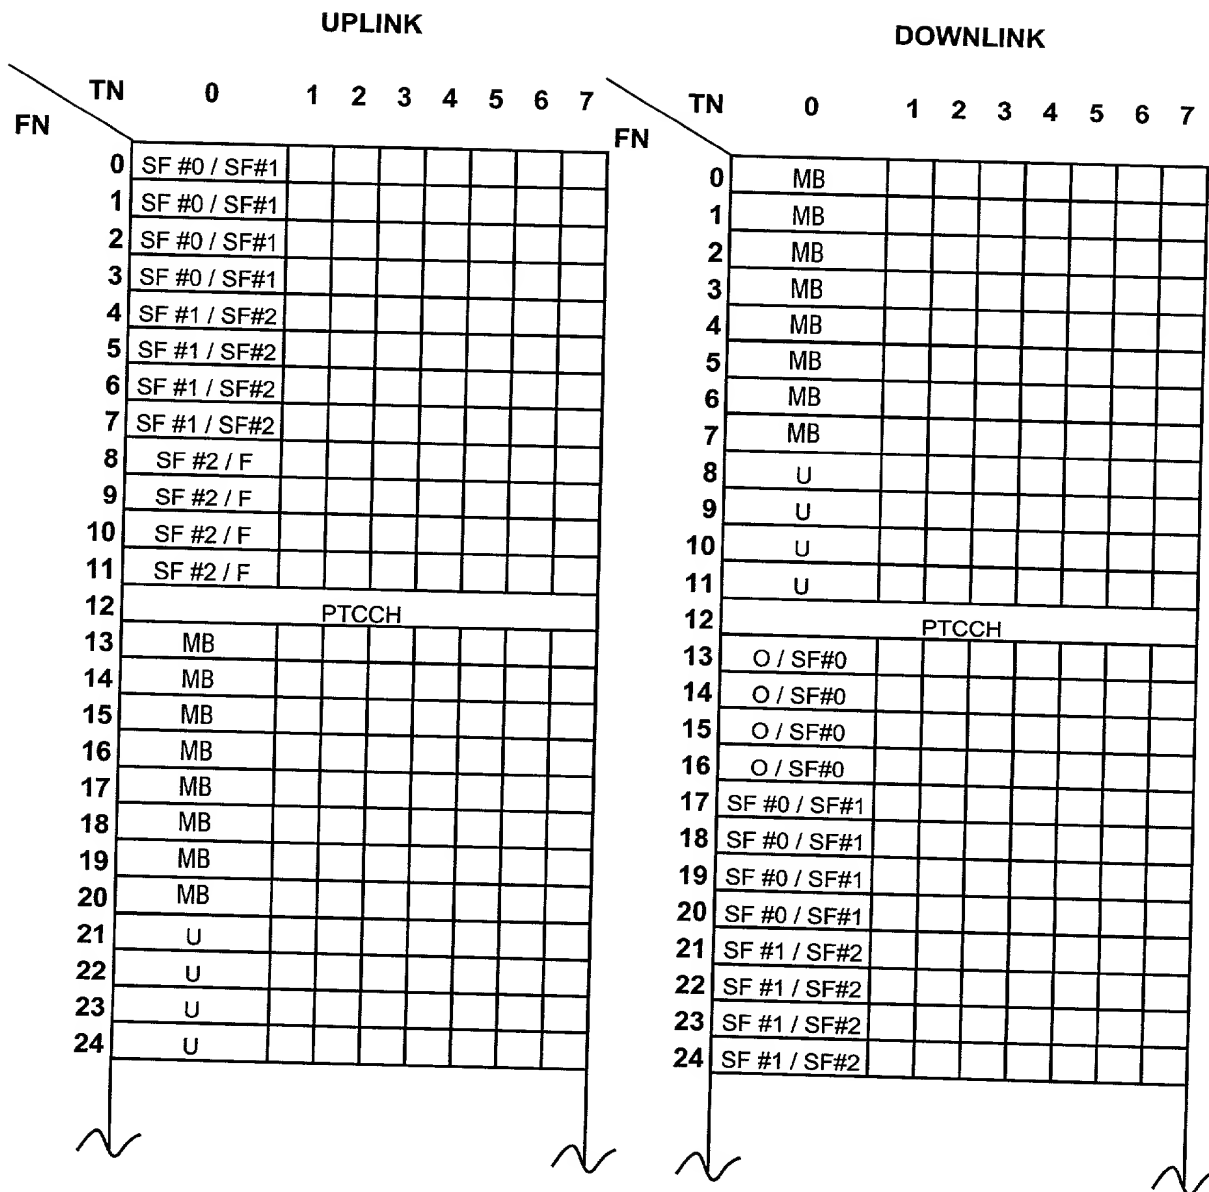 UPLINK
TN 0 1 2 3 4 5 6 7
FN
0 SF #0 / SF#1
1 SF #0 / SF#1
2 SF #0 / SF#1
3 SF #0 / SF#1
4 SF #1 / SF#2
5 SF #1 / SF#2
6 SF #1 / SF#2
7 SF #1 / SF#2
8 SF #2 / F
9 SF #2 / F
10 SF #2 / F
11 SF #2 / F
12 PTCCH
13 MB
14 MB
15 MB
16 MB
17 MB
18 MB
19 MB
20 MB
21 U
22 U
23 U
24 U
DOWNLINK
TN 0 1 2 3 4 5 6 7
FN
0 MB
1 MB
2 MB
3 MB
4 MB
5 MB
6 MB
7 MB
8 U
9 U
10 U
11 U
12 PTCCH
13 O / SF#0
14 O / SF#0
15 O / SF#0
16 O / SF#0
17 SF #0 / SF#1
18 SF #0 / SF#1
19 SF #0 / SF#1
20 SF #0 / SF#1
21 SF #1 / SF#2
22 SF #1 / SF#2
23 SF #1 / SF#2
24 SF #1 / SF#2